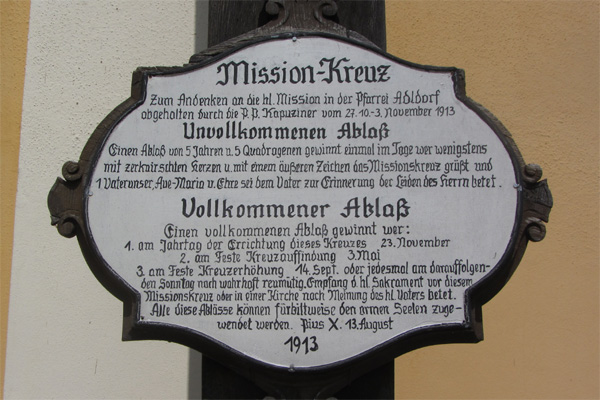 Mission-Kreuz
Zum Andenken an die hl. Mission in der Pfarrei Abldorf
abgeholten durch die P.P. Kapuziner vom 27.10.-3. November 1913
Unvollkommenen Ablaß
Einen Ablaß von 5 Jahren u. 5 Quadragenen gewinnt einmal im Tage wer wenigstens
mit zerknirschten Herzen u. mit einem äußeren Zeichen das Missionskreuz grüßt und
1 Vaterunser, Ave-Maria u. Ehre sei dem Vater zur Erinnerung der Leiden des Herrn betet.
Vollkommener Ablaß
Einen vollkommenen Ablaß gewinnt wer:
1. am Jahrtag der Errichtung dieses Kreuzes 23. November
2. am Feste Kreuzauffindung 3. Mai
3. am Feste Kreuzerhöhung 14. Sept. oder jedesmal am darauffolgen-
den Sonntag nach wahrhaft reumütig. Empfang d. hl. Sakrament vor diesem
Missionskreuz oder in einer Kirche nach Meinung des hl. Vaters betet.
Alle diese Ablässe können fürbittweise den armen Seelen zuge-
wendet werden. Pius X. 13. August
1913